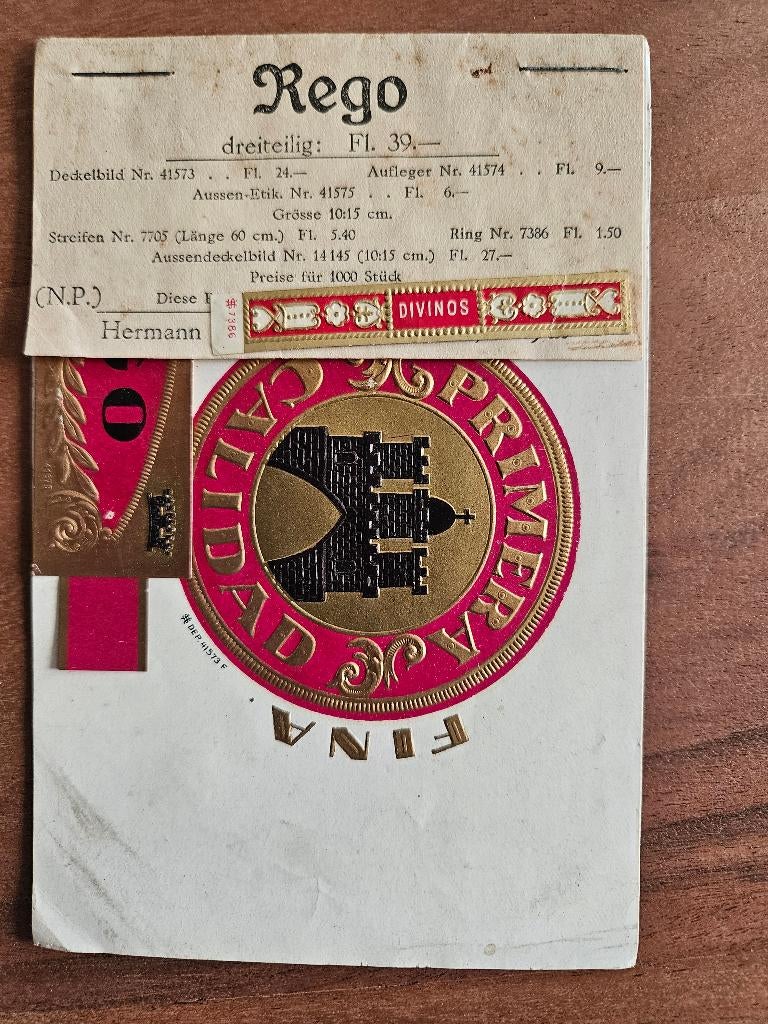 Rego
dreiteilig: Fl. 39.—
Deckelbild Nr. 41573 . . Fl. 24.— Aufleger Nr. 41574 . . Fl. 9.—
Aussen-Etik. Nr. 41575 . . Fl. 6.—
Grösse 10:15 cm.
Streifen Nr. 7705 (Länge 60 cm.) Fl. 5.40 Ring Nr. 7386 Fl. 1.50
Aussendeckelbild Nr. 14145 (10:15 cm.) Fl. 27.—
Preise für 1000 Stück
(N.P.) Diese
Hermann
7386
DIVINOS
GO
PRIMERA
CALIDAD
DEP. 41573 F
FINA